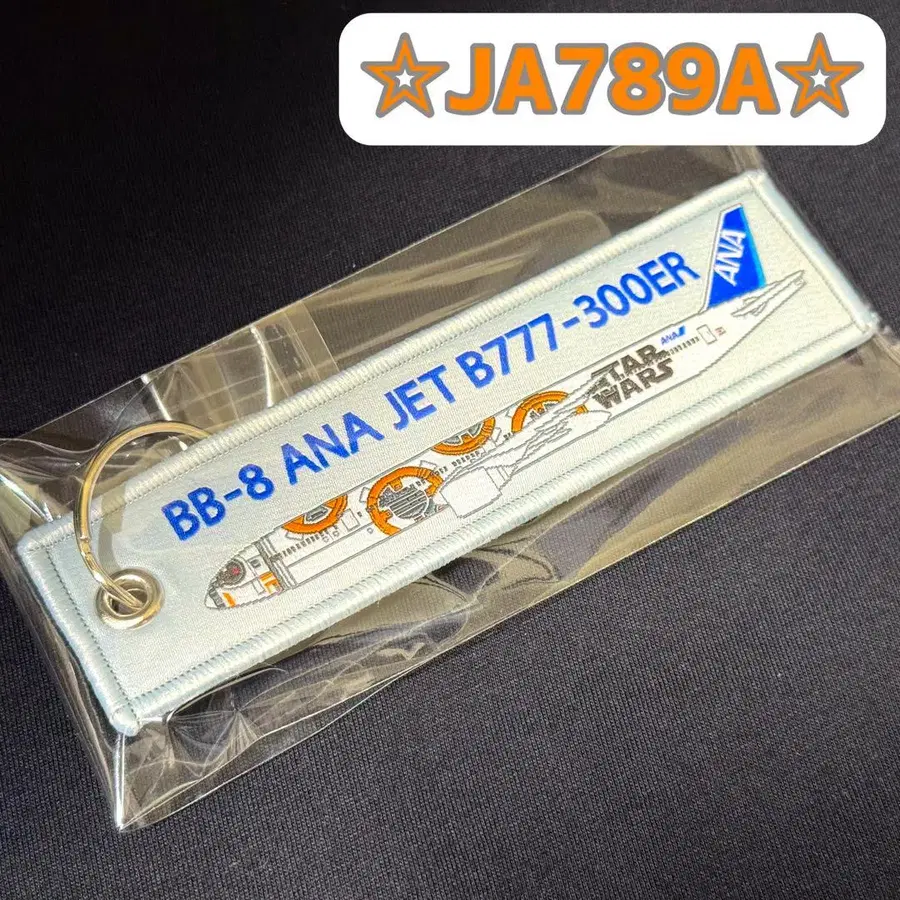 ☆JA789A☆
BB-8 ANA JET B777-300ER
ANA
ANA
STAR
WARS